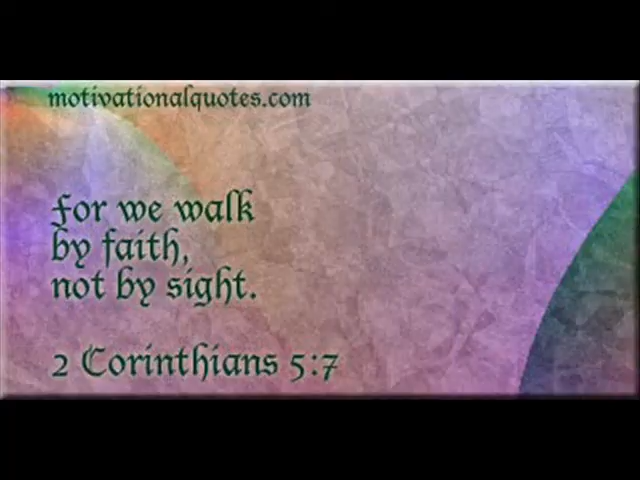 motivationalquotes.com
For we walk
by faith,
not by sight.
2 Corinthians 5:7